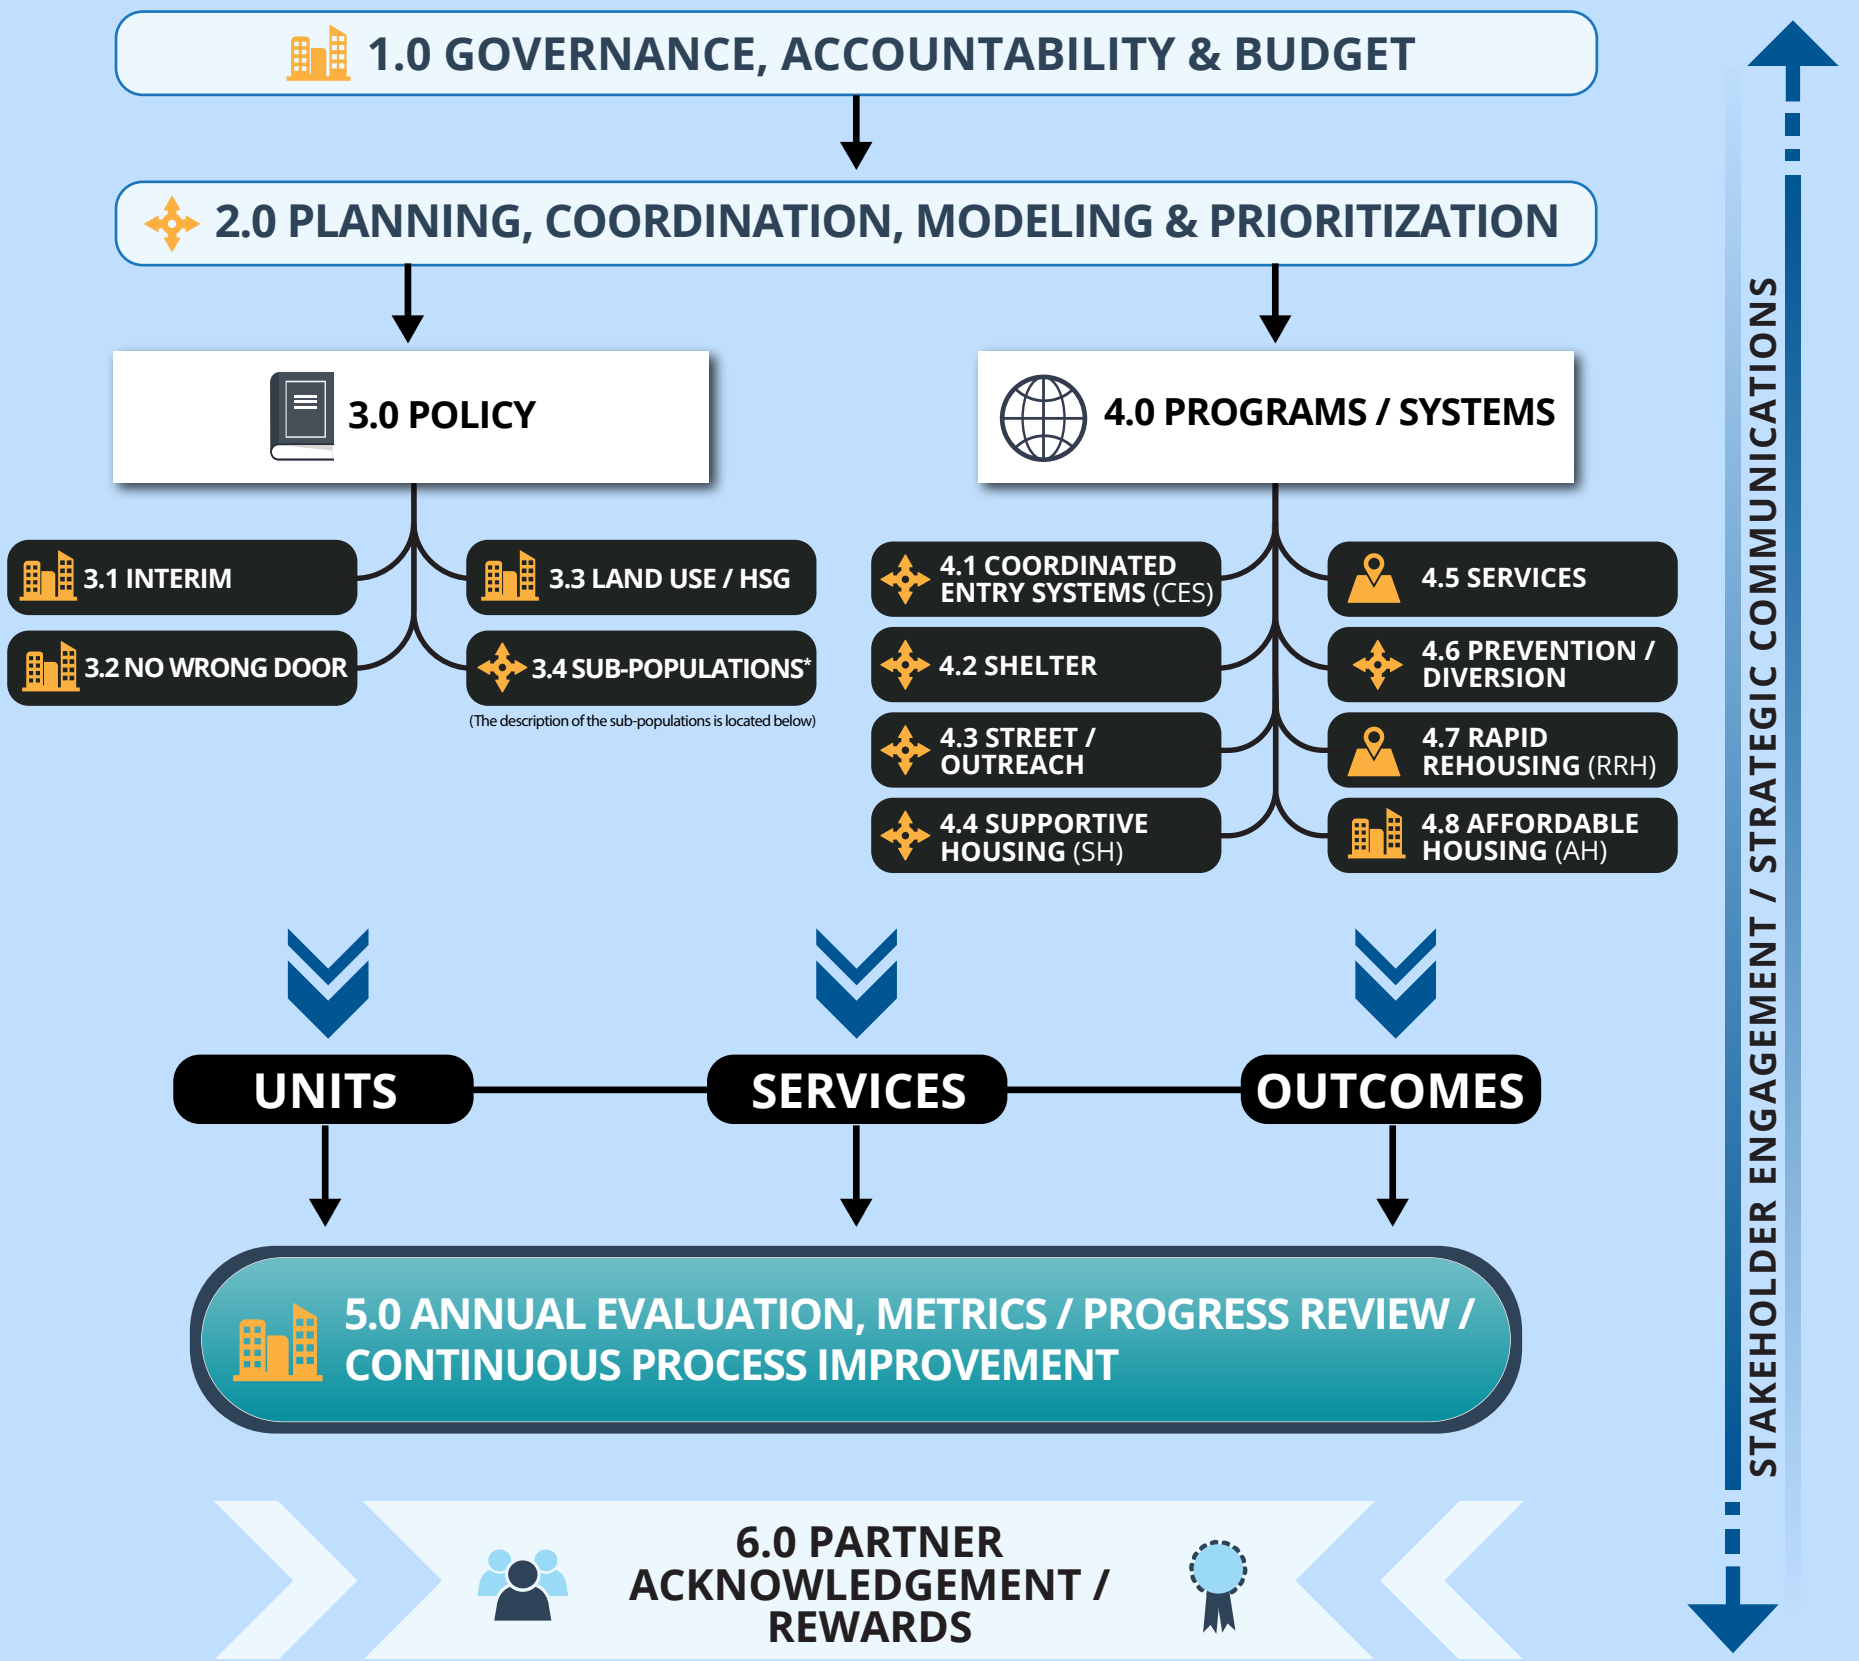 1.0 GOVERNANCE, ACCOUNTABILITY & BUDGET
2.0 PLANNING, COORDINATION, MODELING & PRIORITIZATION
3.0 POLICY
3.1 INTERIM
3.2 NO WRONG DOOR
3.3 LAND USE / HSG
3.4 SUB-POPULATIONS*
(The description of the sub-populations is located below)
4.0 PROGRAMS / SYSTEMS
4.1 COORDINATED
ENTRY SYSTEMS (CES)
4.2 SHELTER
4.3 STREET /
OUTREACH
4.4 SUPPORTIVE
HOUSING (SH)
4.5 SERVICES
4.6 PREVENTION /
DIVERSION
4.7 RAPID
REHOUSING (RRH)
4.8 AFFORDABLE
HOUSING (AH)
UNITS
SERVICES
OUTCOMES
5.0 ANNUAL EVALUATION, METRICS / PROGRESS REVIEW /
CONTINUOUS PROCESS IMPROVEMENT
6.0 PARTNER
ACKNOWLEDGEMENT /
REWARDS
STAKEHOLDER ENGAGEMENT / STRATEGIC COMMUNICATIONS